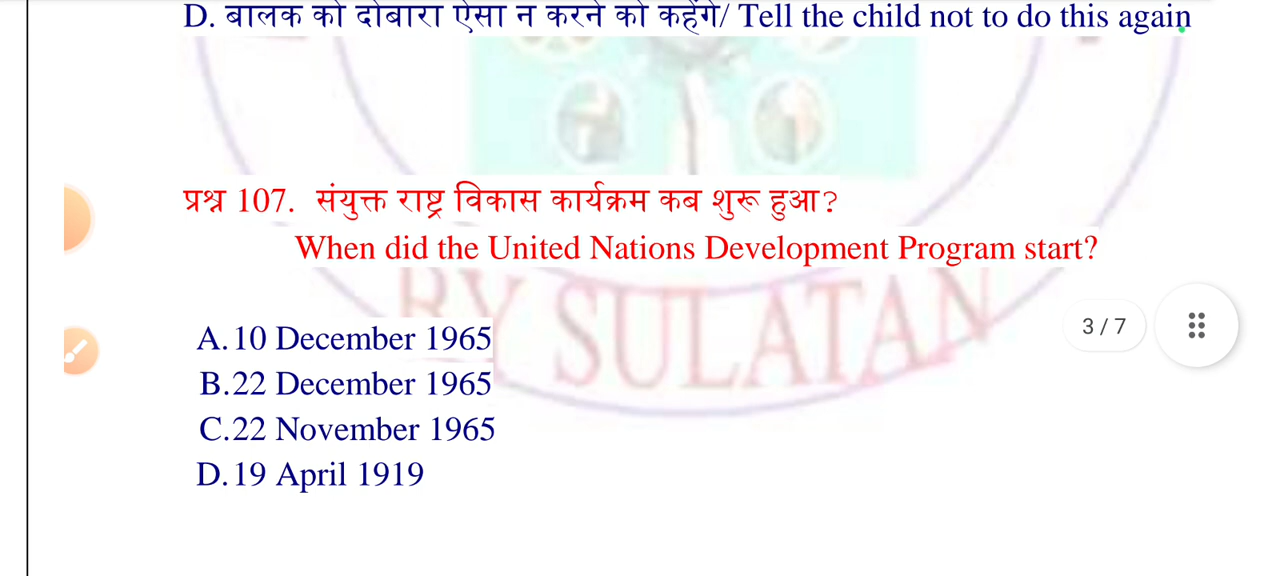 D. बालक को दोबारा ऐसा न करने को कहेंगे/ Tell the child not to do this again
प्रश्न 107. संयुक्त राष्ट्र विकास कार्यक्रम कब शुरू हुआ?
When did the United Nations Development Program start?
BY SULATAN
A. 10 December 1965
3 / 7
B. 22 December 1965
C. 22 November 1965
D. 19 April 1919